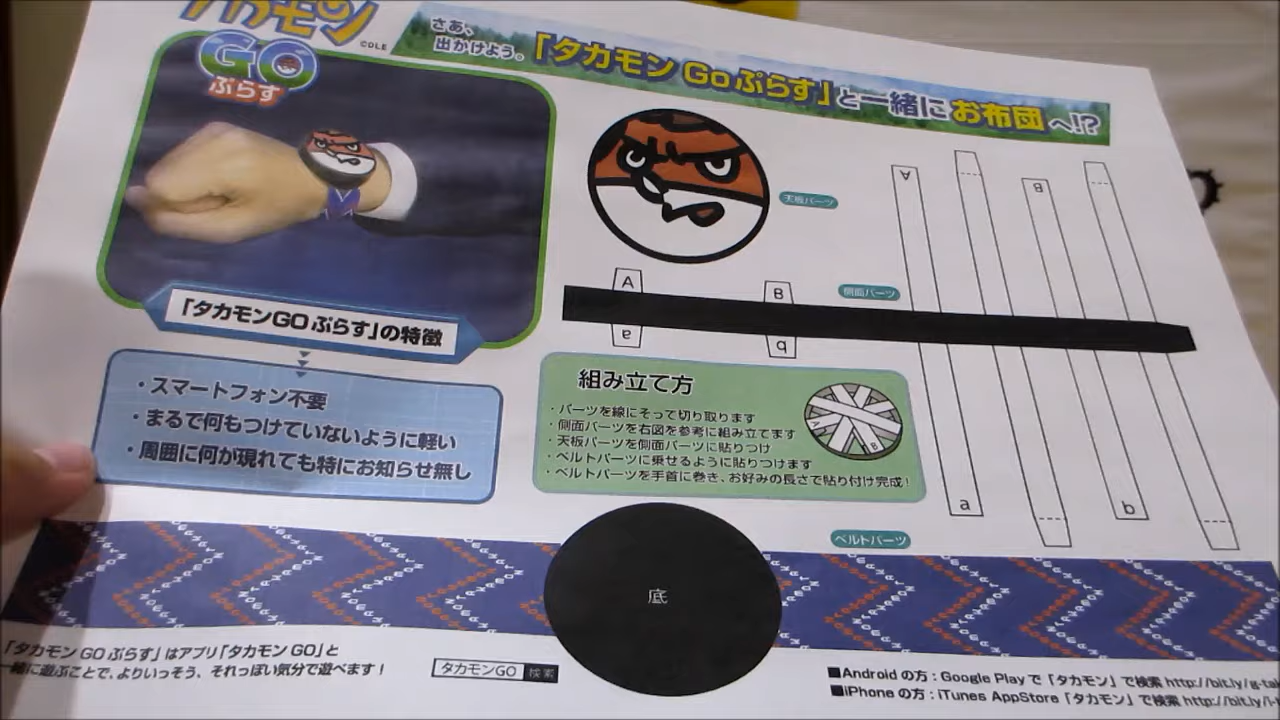 タカモン
GO
ぷらす
©DLE
さあ、
出かけよう。
「タカモン Go ぷらす」と一緒に お布団 へ!?
天板パーツ
A
B
A
B
側面パーツ
a
b
「タカモンGO ぷらす」の特徴
・スマートフォン不要
・まるで何もつけていないように軽い
・周囲に何が現れても特にお知らせ無し
組み立て方
・パーツを線にそって切り取ります
・側面パーツを右図を参考に組み立てます
・天板パーツを側面パーツに貼りつけ
・ベルトパーツに乗せるように貼りつけます
・ベルトパーツを手首に巻き、お好みの長さで貼り付け完成!
A
B
a
b
ベルトパーツ
底
「タカモン GO ぷらす」はアプリ「タカモン GO」と
一緒に遊ぶことで、よりいっそう、それっぽい気分で遊べます!
タカモンGO 検索
■Android の方:Google Play で「タカモン」で検索 http://bit.ly/g-ta
■iPhone の方:iTunes AppStore「タカモン」で検索 http://bit.ly/i-